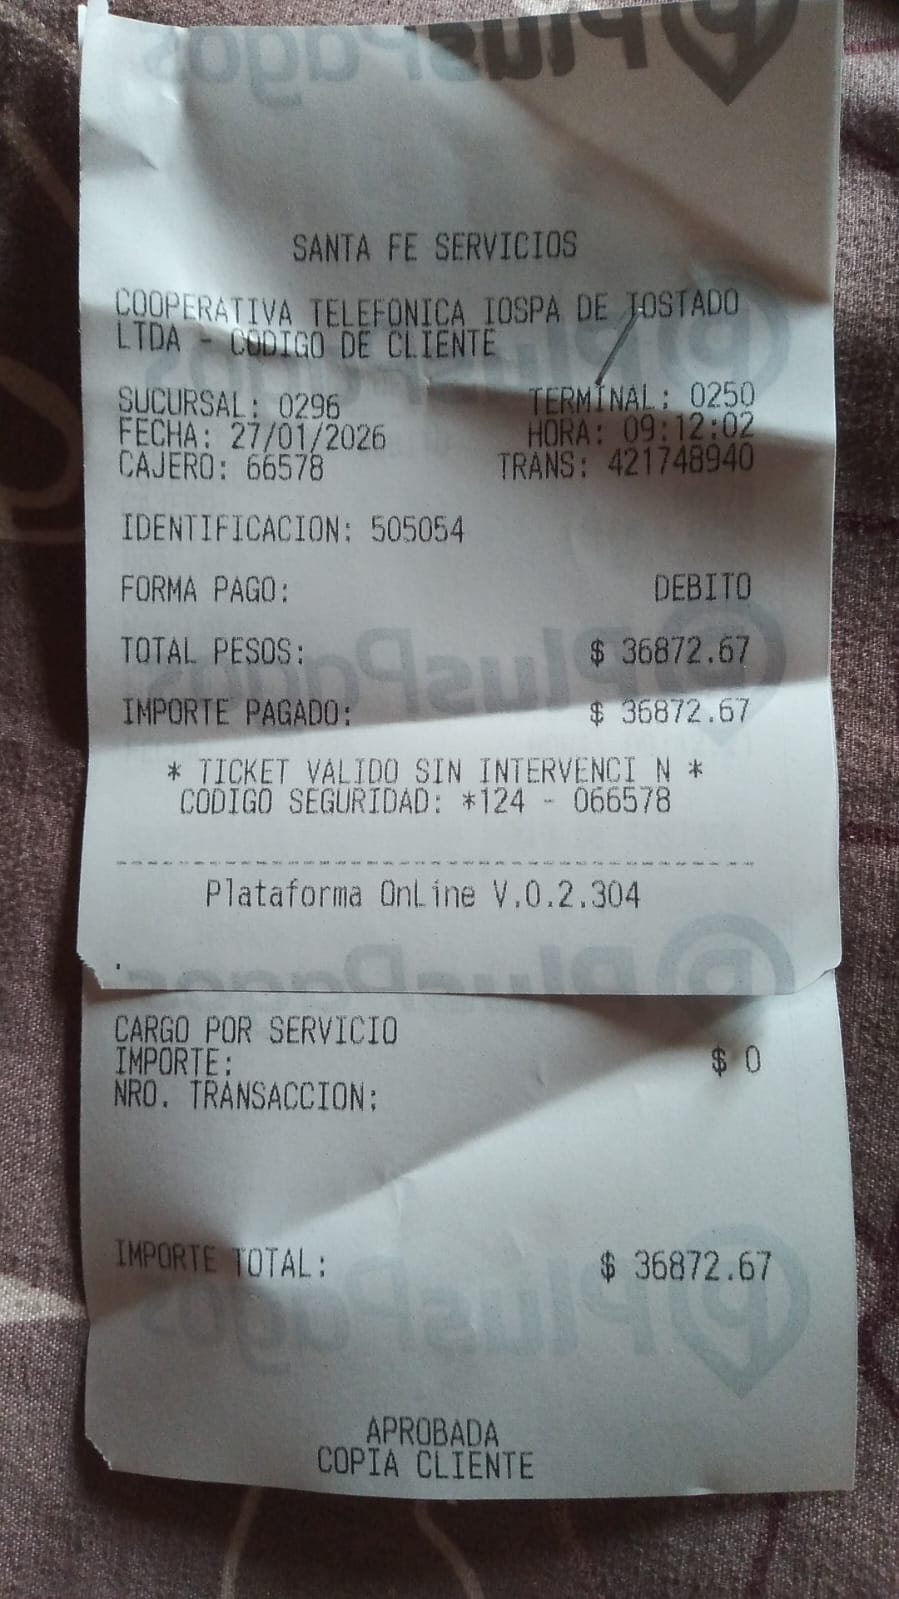 PlusPagos
SANTA FE SERVICIOS
COOPERATIVA TELEFONICA IOSPA DE TOSTADO
LTDA - CODIGO DE CLIENTE
SUCURSAL: 0296 TERMINAL: 0250
FECHA: 27/01/2026 HORA: 09:12:02
CAJERO: 66578 TRANS: 421748940
IDENTIFICACION: 505054
FORMA PAGO: DEBITO
TOTAL PESOS: $ 36872.67
IMPORTE PAGADO: $ 36872.67
* TICKET VALIDO SIN INTERVENCI N *
CODIGO SEGURIDAD: *124 - 066578
Plataforma OnLine V.0.2.304
CARGO POR SERVICIO
IMPORTE: $ 0
NRO. TRANSACCION:
IMPORTE TOTAL: $ 36872.67
APROBADA
COPIA CLIENTE